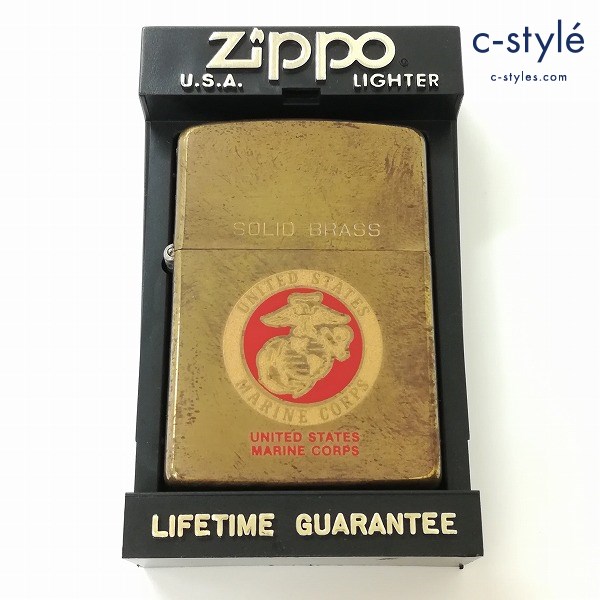 zippo
U.S.A. LIGHTER
c-stylé
c-styles.com
SOLID BRASS
UNITED STATES
MARINE CORPS
UNITED STATES
MARINE CORPS
LIFETIME GUARANTEE